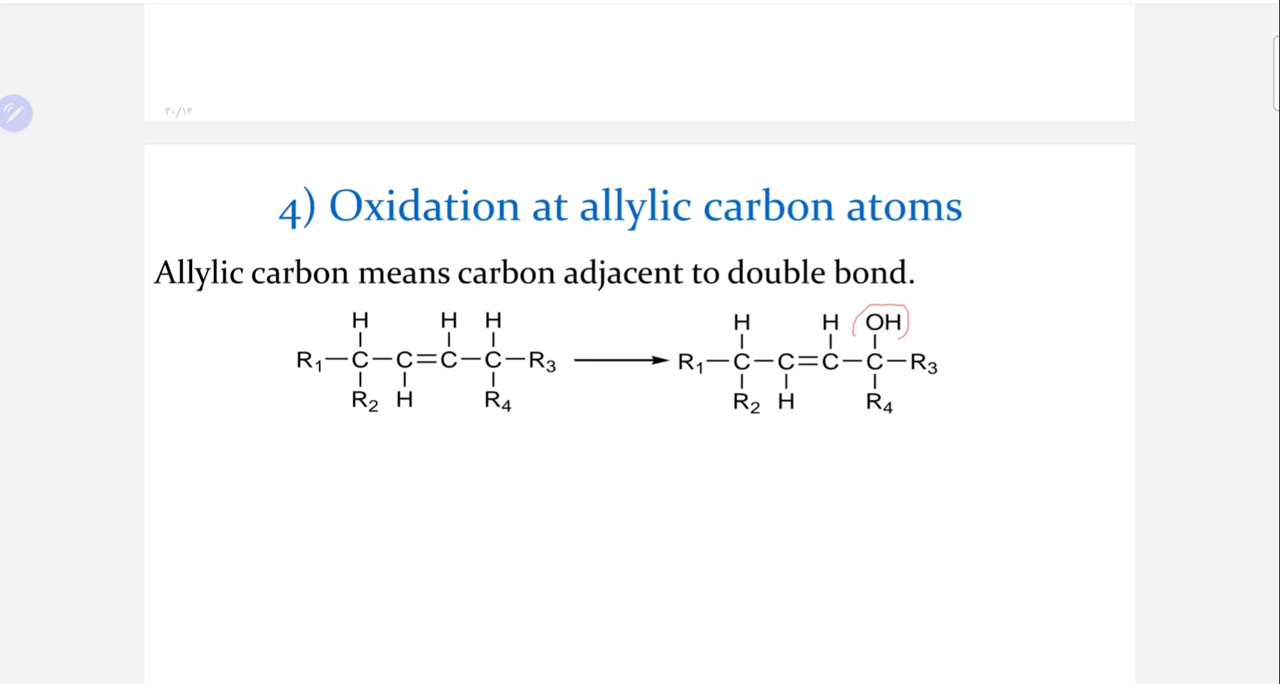 ٣٠/١٢
4) Oxidation at allylic carbon atoms
Allylic carbon means carbon adjacent to double bond.
H H H H H OH
R₁—C—C=C—C—R₃ R₁—C—C=C—C—R₃
R₂ H R₄ R₂ H R₄